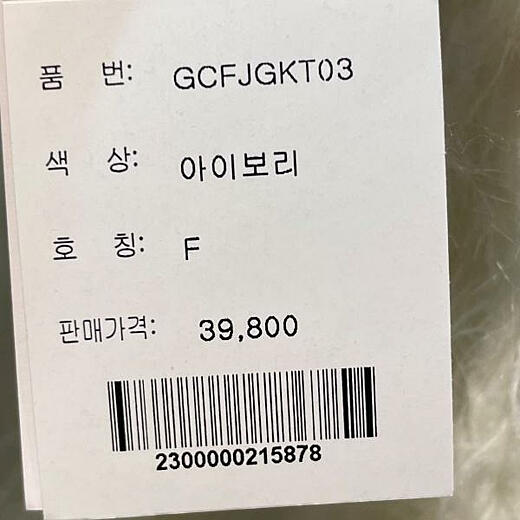 품 번: GCFJGKT03
색 상: 아이보리
호 칭: F
판매가격: 39,800
2300000215878